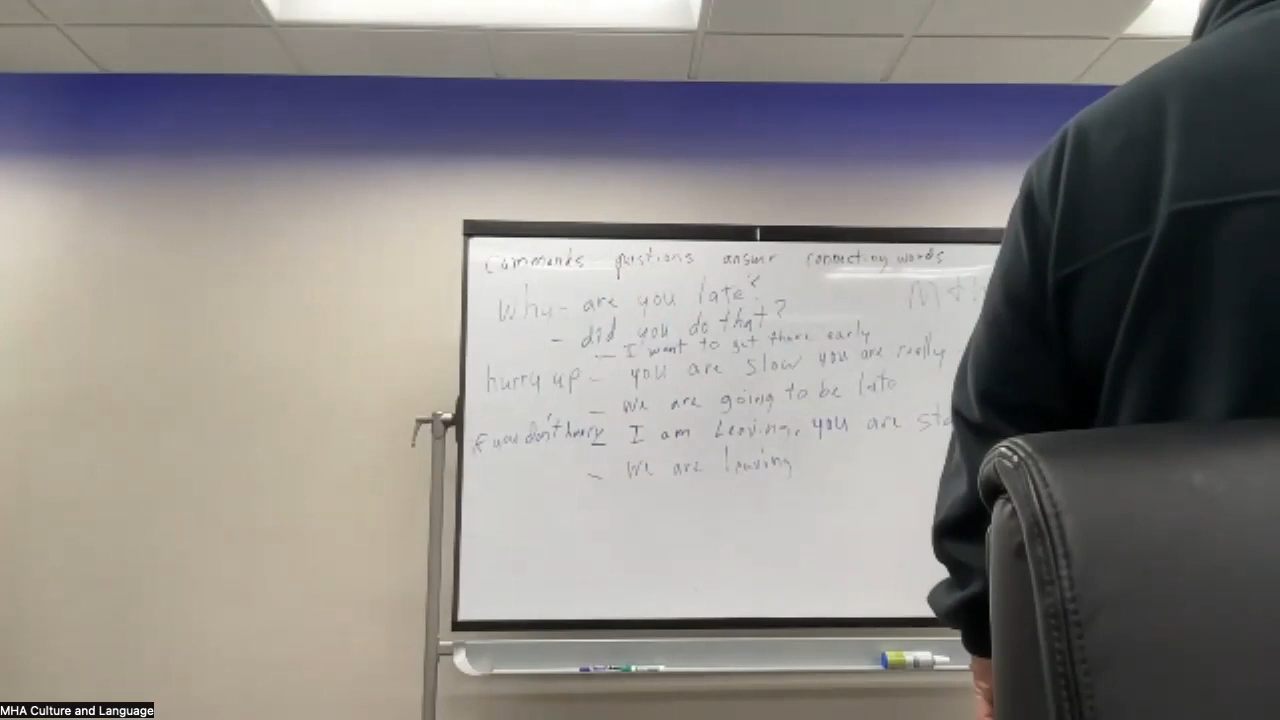 Commands questions answer connecting words
Why - are you late?
- did you do that?
- I want to get there early
hurry up - you are slow you are really
- we are going to be late
if you don't hurry - I am leaving, you are
- we are leaving
MHA Culture and Language